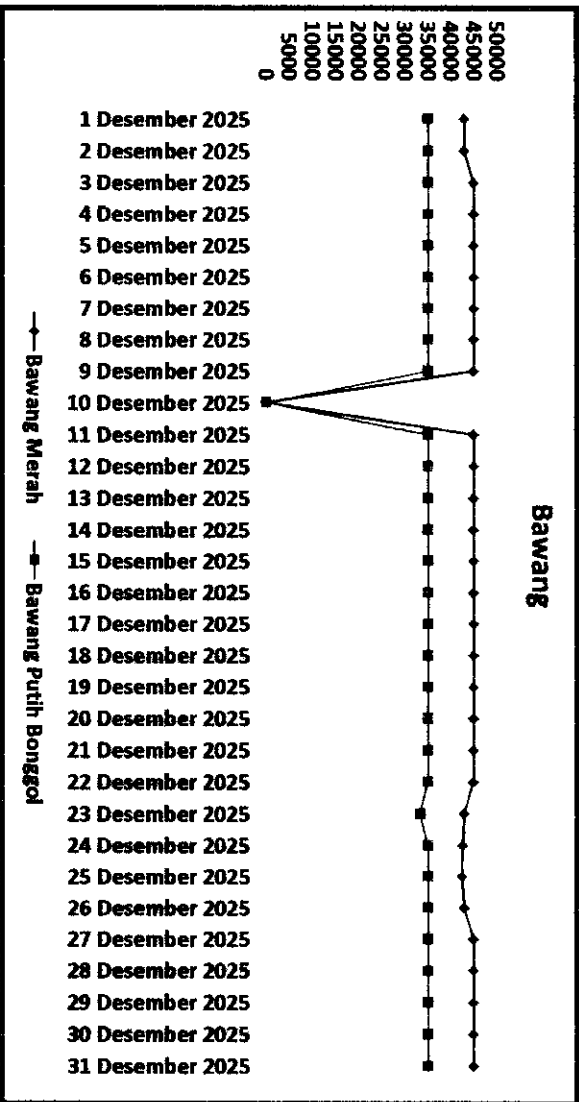 Bawang
50000
45000
40000
35000
30000
25000
20000
15000
10000
5000
0
1 Desember 2025
2 Desember 2025
3 Desember 2025
4 Desember 2025
5 Desember 2025
6 Desember 2025
7 Desember 2025
8 Desember 2025
9 Desember 2025
10 Desember 2025
11 Desember 2025
12 Desember 2025
13 Desember 2025
14 Desember 2025
15 Desember 2025
16 Desember 2025
17 Desember 2025
18 Desember 2025
19 Desember 2025
20 Desember 2025
21 Desember 2025
22 Desember 2025
23 Desember 2025
24 Desember 2025
25 Desember 2025
26 Desember 2025
27 Desember 2025
28 Desember 2025
29 Desember 2025
30 Desember 2025
31 Desember 2025
Bawang Merah
Bawang Putih Bonggol